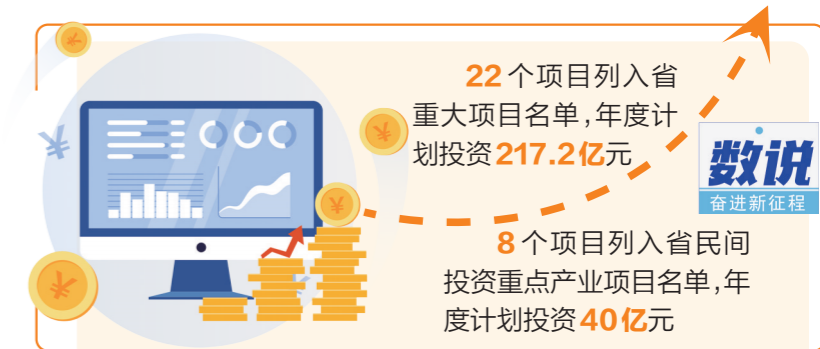 22个项目列入省
重大项目名单，年度计
划投资217.2亿元
数说
奋进新征程
8个项目列入省民间
投资重点产业项目名单，年
度计划投资40亿元
¥
¥
¥
¥
¥